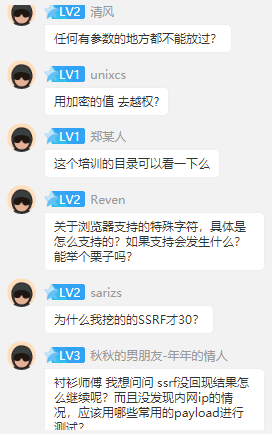 LV2 清风
任何有参数的地方都不能放过?
LV1 unixcs
用加密的值 去越权?
LV1 郑某人
这个培训的目录可以看一下么
LV2 Reven
关于浏览器支持的特殊字符，具体是
怎么支持的？如果支持会发生什么？
能举个栗子吗？
LV2 sarizs
为什么我挖的的SSRF才30?
LV3 秋秋的男朋友-年年的情人
衬衫师傅 我想问问 ssrf没回现结果怎
么继续呢？而且没发现内网ip的情
况，应该用哪些常用的payload进行
测试?